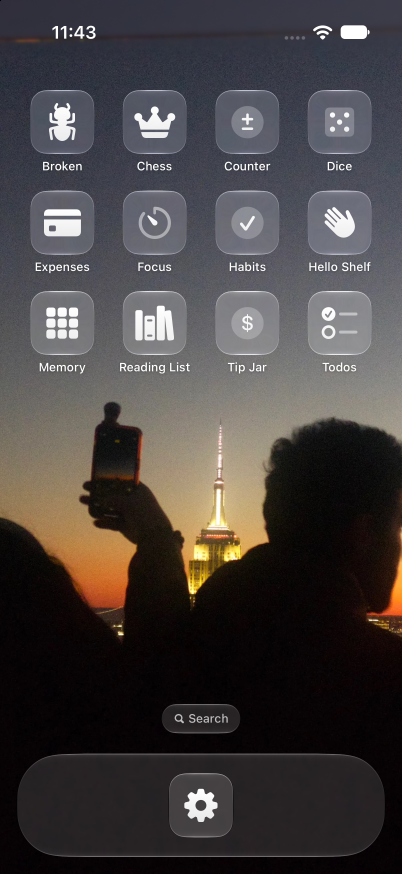 11:43
Broken
Chess
Counter
Dice
Expenses
Focus
Habits
Hello Shelf
Memory
Reading List
Tip Jar
Todos
Search